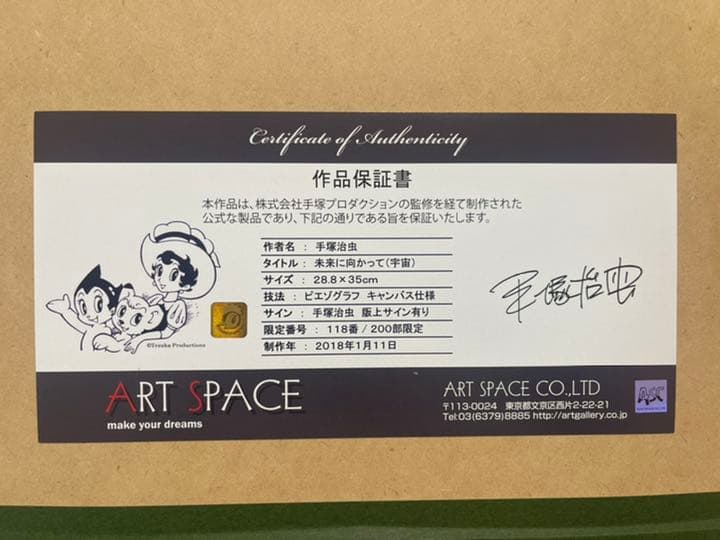 Certificate of Authenticity
作品保証書
本作品は、株式会社手塚プロダクションの監修を経て制作された
公式な製品であり、下記の通りである旨を保証いたします。
作者名 : 手塚治虫
タイトル : 未来に向かって(宇宙)
サイズ : 28.8×35cm
技法 : ピエゾグラフ キャンバス仕様
サイン : 手塚治虫 版上サイン有り
限定番号 : 118番 / 200部限定
制作年 : 2018年1月11日
手塚治虫
©Tezuka Productions
ART SPACE
make your dreams
ART SPACE CO.,LTD
〒113-0024 東京都文京区西片2-22-21
Tel:03(6379)8885 http://artgallery.co.jp
ASC